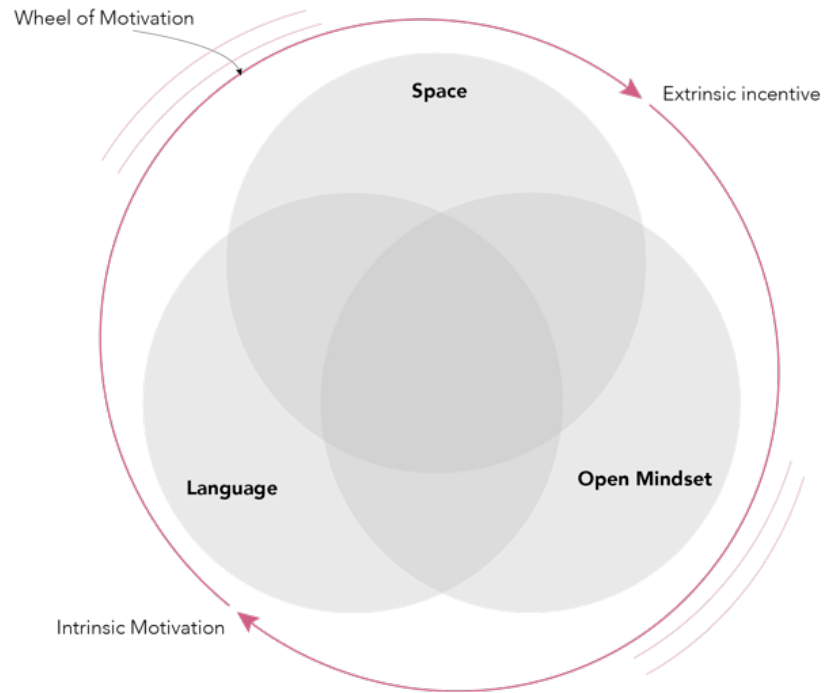 Wheel of Motivation
Space
Extrinsic incentive
Open Mindset
Language
Intrinsic Motivation